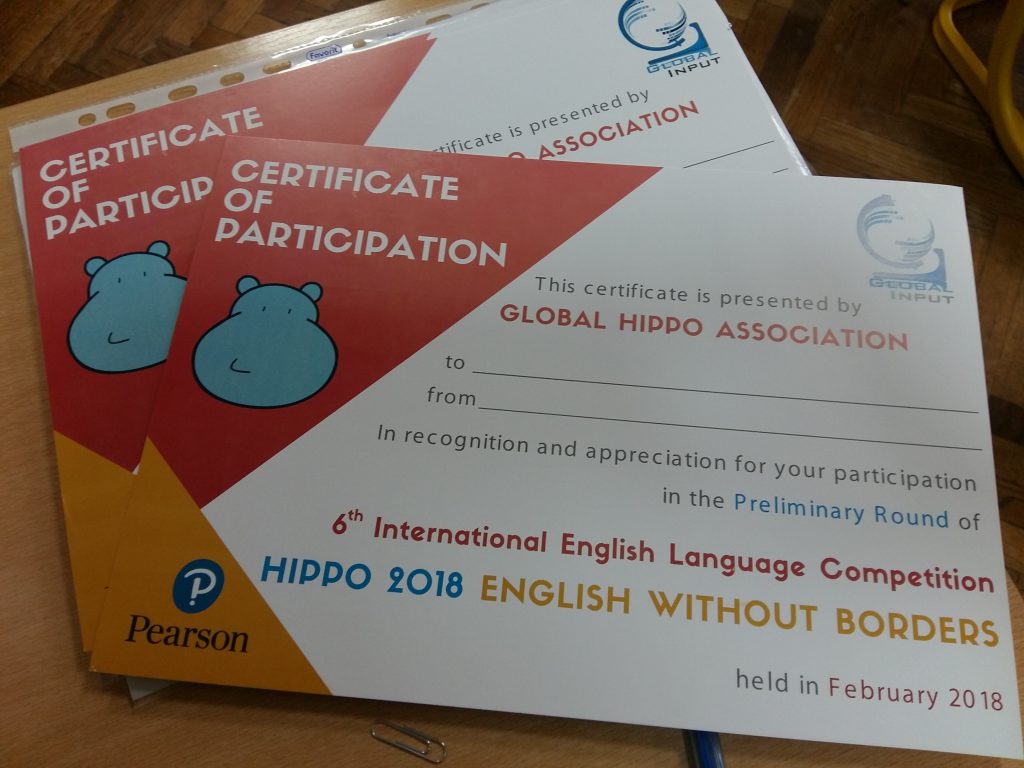 Favorit
CERTIFICATE
OF
PARTICIP
GLOBAL
INPUT
certificate is presented by
ASSOCIATION
CERTIFICATE
OF
PARTICIPATION
GLOBAL
INPUT
This certificate is presented by
GLOBAL HIPPO ASSOCIATION
to
from
In recognition and appreciation for your participation
in the Preliminary Round of
6th International English Language Competition
HIPPO 2018 ENGLISH WITHOUT BORDERS
held in February 2018
P
Pearson